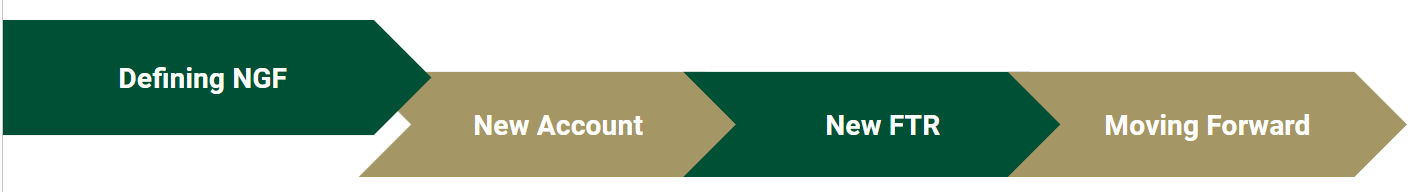 Defining NGF
New Account
New FTR
Moving Forward